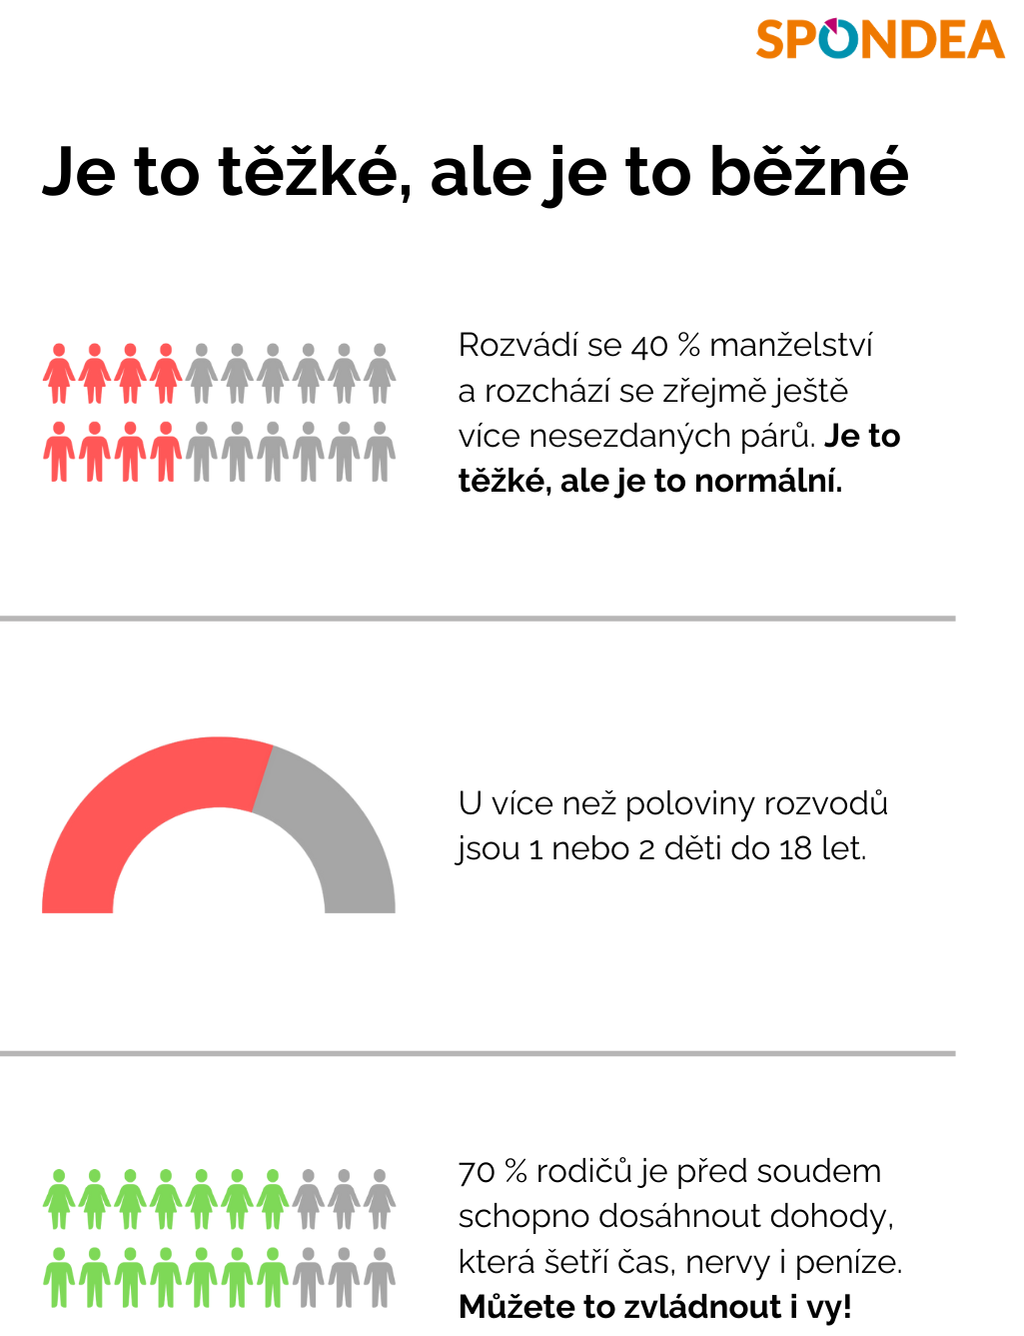 SPONDEA
Je to těžké, ale je to běžné
Rozvádí se 40 % manželství
a rozchází se zřejmě ještě
více nesezdaných párů. Je to
těžké, ale je to normální.
U více než poloviny rozvodů
jsou 1 nebo 2 děti do 18 let.
70 % rodičů je před soudem
schopno dosáhnout dohody,
která šetří čas, nervy i peníze.
Můžete to zvládnout i vy!